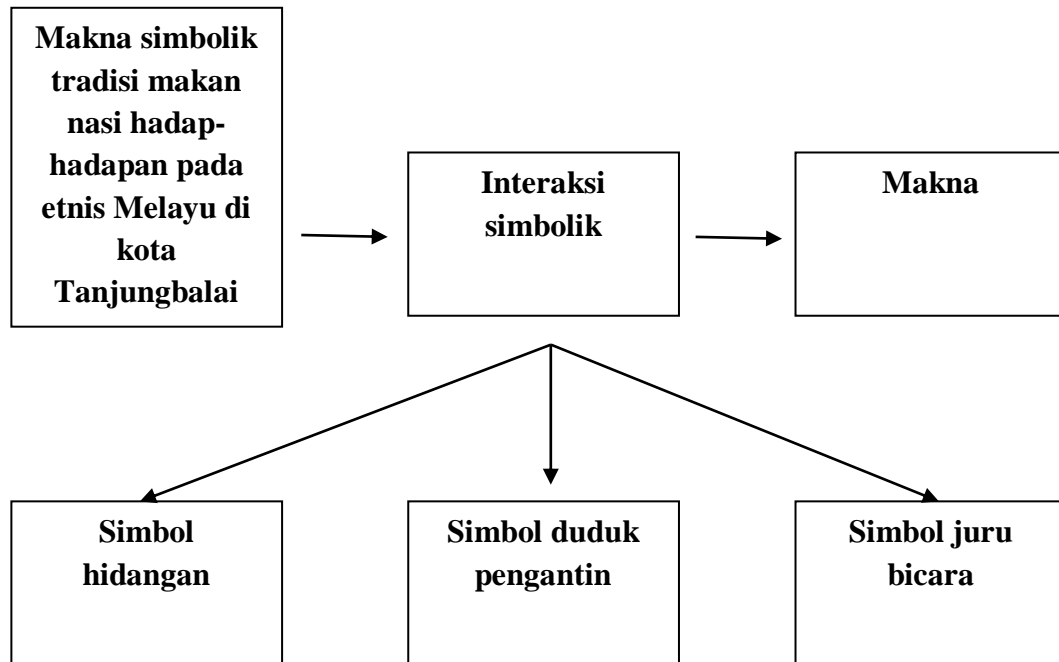 Makna simbolik
tradisi makan
nasi hadap-
hadapan pada
etnis Melayu di
kota
Tanjungbalai
Interaksi
simbolik
Makna
Simbol
hidangan
Simbol duduk
pengantin
Simbol juru
bicara